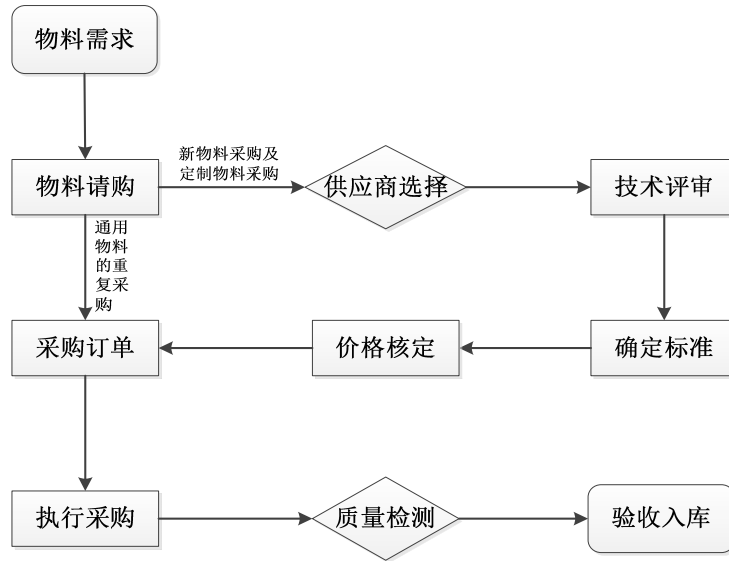 物料需求
新物料采购及
定制物料采购
物料请购
供应商选择
技术评审
通用
物料
的重
复采
购
采购订单
价格核定
确定标准
执行采购
质量检测
验收入库